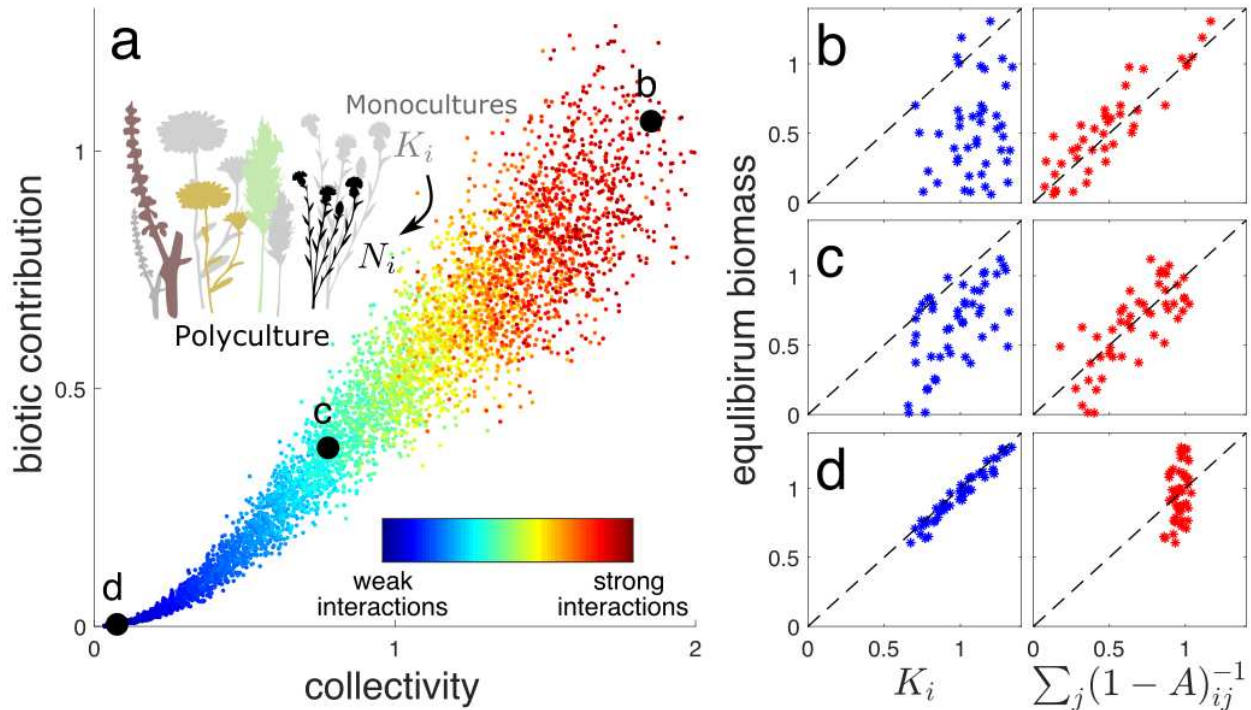 a
biotic contribution
1
0.5
0
0
1
2
collectivity
Monocultures
K_i
N_i
Polyculture
b
c
d
weak
interactions
strong
interactions
equlibirum biomass
b
1
0.5
0
c
1
0.5
0
d
1
0.5
0
0
0.5
1
0
0.5
1
K_i
∑_j(1 − A)_{ij}^{-1}